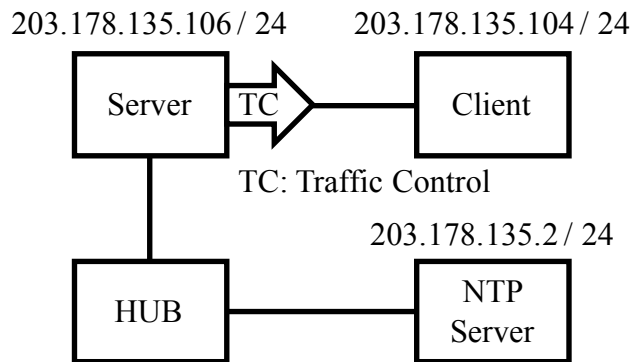 203.178.135.106 / 24
203.178.135.104 / 24
Server
TC
Client
TC: Traffic Control
203.178.135.2 / 24
HUB
NTP
Server